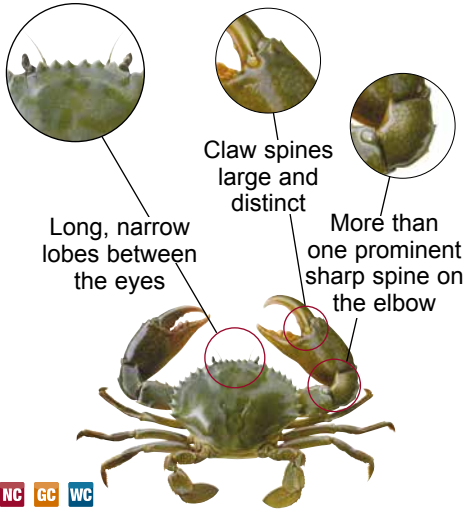 Claw spines
large and
distinct
Long, narrow
lobes between
the eyes
More than
one prominent
sharp spine on
the elbow
NC GC WC